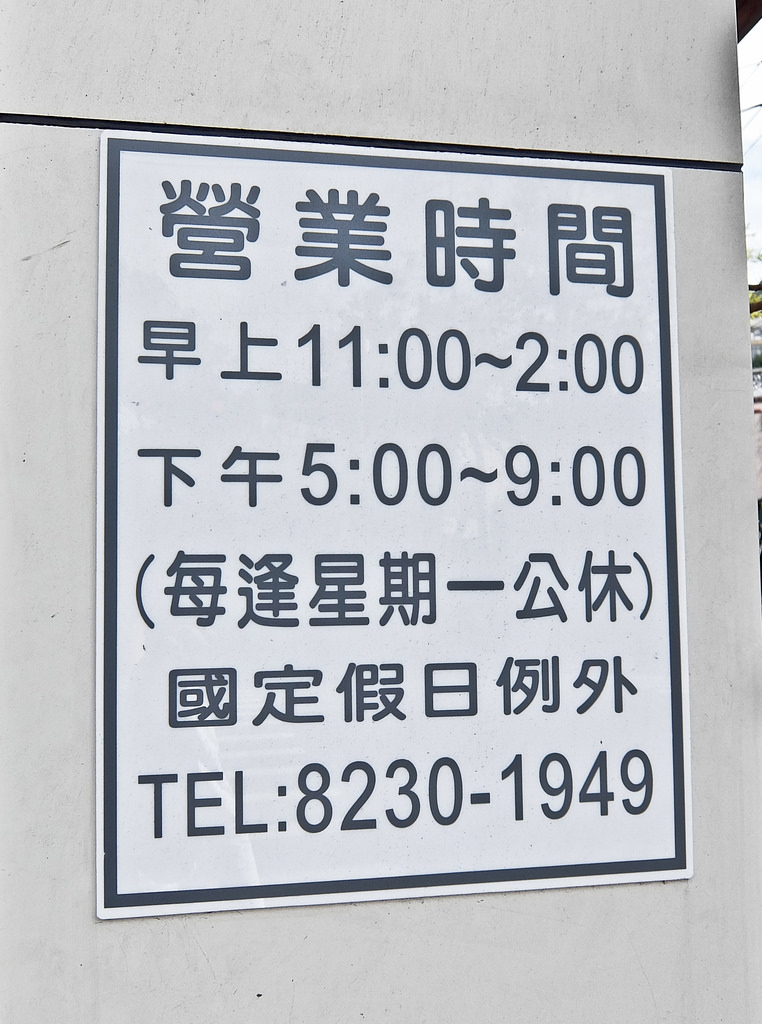 營業時間
早上11:00~2:00
下午5:00~9:00
(每逢星期一公休)
國定假日例外
TEL:8230-1949